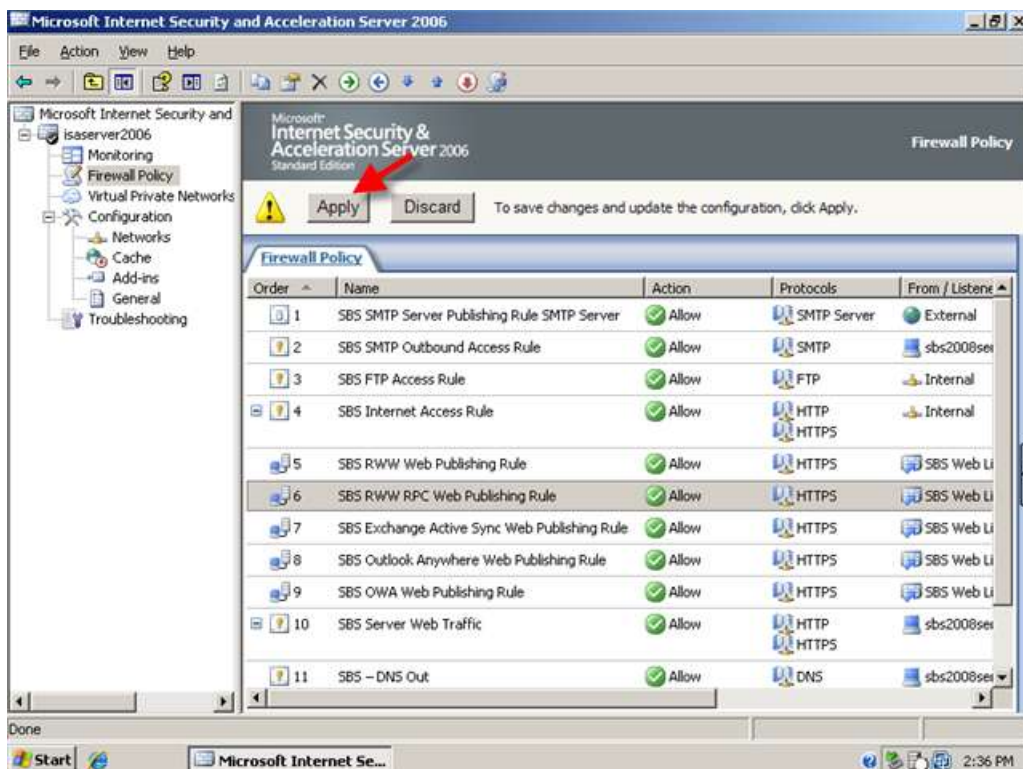 Microsoft Internet Security and Acceleration Server 2006
File Action View Help
Microsoft Internet Security and
isaserver2006
Monitoring
Firewall Policy
Virtual Private Networks
Configuration
Networks
Cache
Add-ins
General
Troubleshooting
Microsoft
Internet Security &
Acceleration Server 2006
Standard Edition
Firewall Policy
Apply Discard To save changes and update the configuration, click Apply.
Firewall Policy
Order Name Action Protocols From / Listene
1 SBS SMTP Server Publishing Rule SMTP Server Allow SMTP Server External
2 SBS SMTP Outbound Access Rule Allow SMTP sbs2008ser
3 SBS FTP Access Rule Allow FTP Internal
4 SBS Internet Access Rule Allow HTTP Internal
HTTPS
5 SBS RWW Web Publishing Rule Allow HTTPS SBS Web Li
6 SBS RWW RPC Web Publishing Rule Allow HTTPS SBS Web Li
7 SBS Exchange Active Sync Web Publishing Rule Allow HTTPS SBS Web Li
8 SBS Outlook Anywhere Web Publishing Rule Allow HTTPS SBS Web Li
9 SBS OWA Web Publishing Rule Allow HTTPS SBS Web Li
10 SBS Server Web Traffic Allow HTTP sbs2008ser
HTTPS
11 SBS – DNS Out Allow DNS sbs2008ser
Done
Start Microsoft Internet Se... 2:36 PM